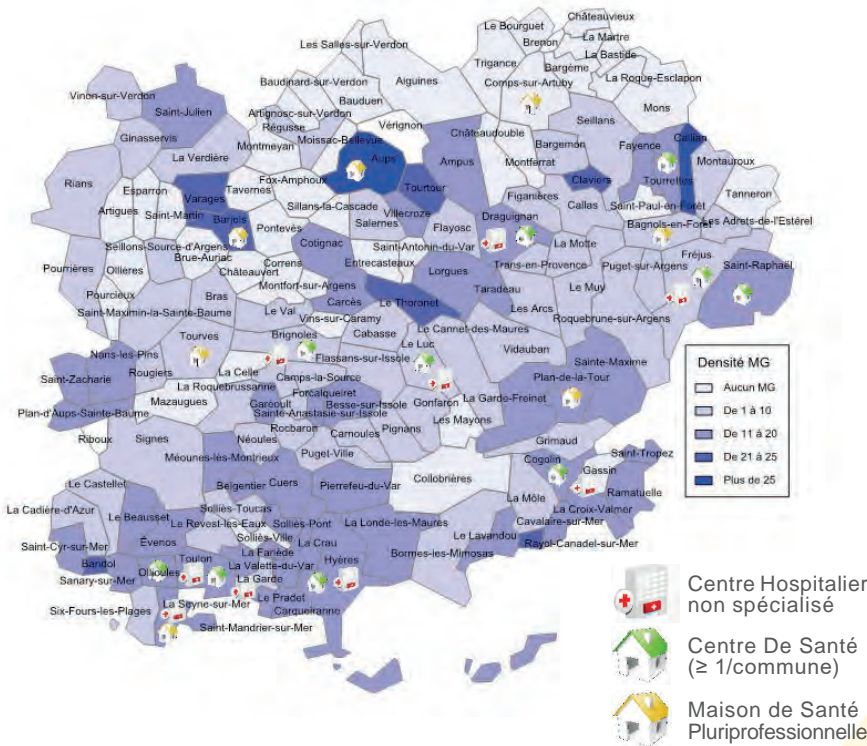 Châteauvieux
Le Bourguet
La Martre
Brenon
Les Salles-sur-Verdon
La Bastide
Trigance
Bargème
Baudinard-sur-Verdon
Aiguines
La Roque-Esclapon
Comps-sur-Artuby
Vinon-sur-Verdon
Bauduen
Saint-Julien
Artignosc-sur-Verdon
Mons
Régusse
Vérignon
Seillans
Ginasservis
Moissac-Bellevue
Châteaudouble
Callian
Montmeyan
Bargemon
Fayence
La Verdière
Aups
Ampus
Montferrat
Montauroux
Rians
Fox-Amphoux
Tourtour
Claviers
Tourrettes
Esparron
Varages
Tavernes
Tanneron
Artigues
Saint-Martin
Sillans-la-Cascade
Figanières
Callas
Saint-Paul-en-Forêt
Barjols
Villecroze
Draguignan
Pontevès
Salernes
Flayosc
Bagnols-en-Forêt
Les Adrets-de-l'Estérel
Seillons-Source-d'Argens
Cotignac
Saint-Antonin-du-Var
La Motte
Brue-Auriac
Correns
Entrecasteaux
Fréjus
Pourrières
Ollières
Châteauvert
Lorgues
Trans-en-Provence
Puget-sur-Argens
Saint-Raphaël
Montfort-sur-Argens
Pourcieux
Bras
Carcès
Le Thoronet
Taradeau
Le Muy
Saint-Maximin-la-Sainte-Baume
Le Val
Les Arcs
Vins-sur-Caramy
Roquebrune-sur-Argens
Tourves
Brignoles
Cabasse
Le Cannet-des-Maures
Le Luc
Nans-les-Pins
Vidauban
Flassans-sur-Issole
Sainte-Maxime
Rougiers
La Celle
Saint-Zacharie
Camps-la-Source
Plan-de-la-Tour
La Roquebrussanne
Forcalqueiret
Mazaugues
Garéoult
Besse-sur-Issole
Gonfaron
La Garde-Freinet
Plan-d'Aups-Sainte-Baume
Sainte-Anastasie-sur-Issole
Les Mayons
Rocbaron
Riboux
Signes
Néoules
Carnoules
Pignans
Grimaud
Méounes-lès-Montrieux
Puget-Ville
Saint-Tropez
Cogolin
Gassin
Le Castellet
Belgentier
Cuers
Pierrefeu-du-Var
Collobrières
Ramatuelle
La Cadière-d'Azur
Solliès-Toucas
La Môle
La Croix-Valmer
Le Beausset
Le Revest-les-Eaux
Solliès-Pont
La Londe-les-Maures
Cavalaire-sur-Mer
Solliès-Ville
La Crau
Le Lavandou
Saint-Cyr-sur-Mer
Évenos
La Farlède
Bormes-les-Mimosas
Rayol-Canadel-sur-Mer
Bandol
Toulon
La Valette-du-Var
Hyères
Ollioules
Sanary-sur-Mer
La Garde
Six-Fours-les-Plages
La Seyne-sur-Mer
Le Pradet
Carqueiranne
Saint-Mandrier-sur-Mer
Densité MG
Aucun MG
De 1 à 10
De 11 à 20
De 21 à 25
Plus de 25
Centre Hospitalier
non spécialisé
Centre De Santé
(≥ 1/commune)
Maison de Santé
Pluriprofessionnelle